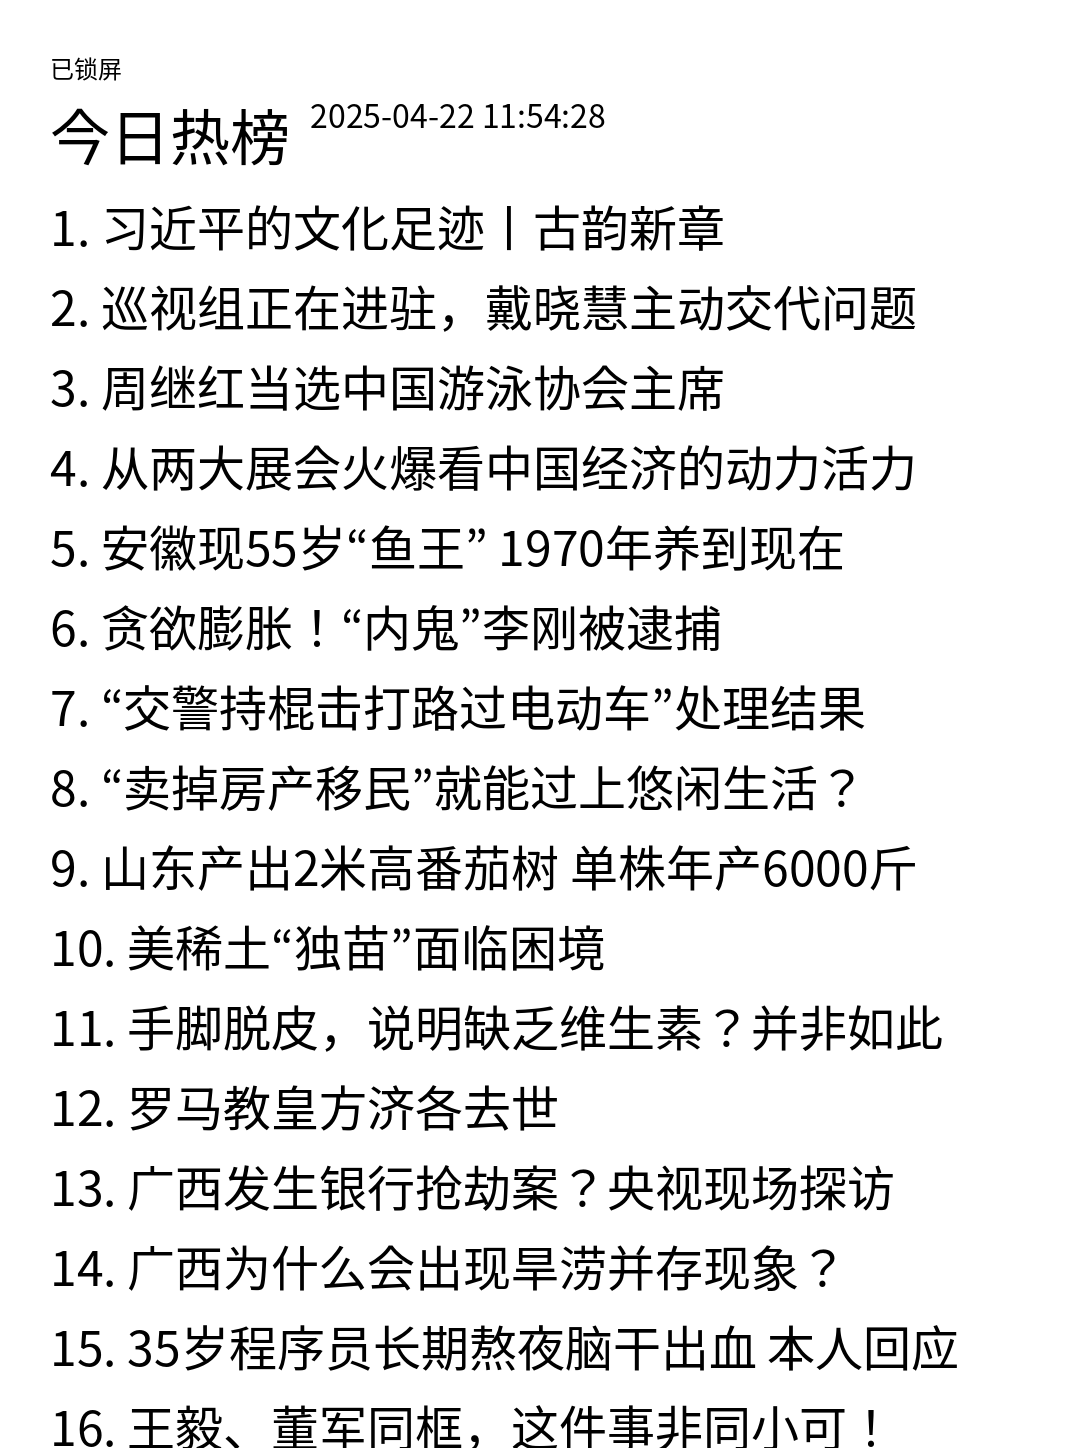 已锁屏
今日热榜 2025-04-22 11:54:28
1. 习近平的文化足迹丨古韵新章
2. 巡视组正在进驻，戴晓慧主动交代问题
3. 周继红当选中国游泳协会主席
4. 从两大展会火爆看中国经济的动力活力
5. 安徽现55岁“鱼王” 1970年养到现在
6. 贪欲膨胀！“内鬼”李刚被逮捕
7. “交警持棍击打路过电动车”处理结果
8. “卖掉房产移民”就能过上悠闲生活？
9. 山东产出2米高番茄树 单株年产6000斤
10. 美稀土“独苗”面临困境
11. 手脚脱皮，说明缺乏维生素？并非如此
12. 罗马教皇方济各去世
13. 广西发生银行抢劫案？央视现场探访
14. 广西为什么会出现旱涝并存现象？
15. 35岁程序员长期熬夜脑干出血 本人回应
16. 王毅、董军同框，这件事非同小可！